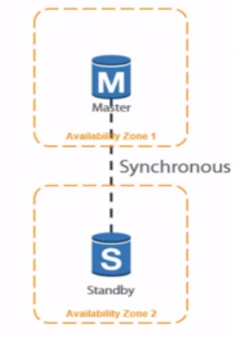 M
Master
Availability Zone 1
Synchronous
S
Standby
Availability Zone 2